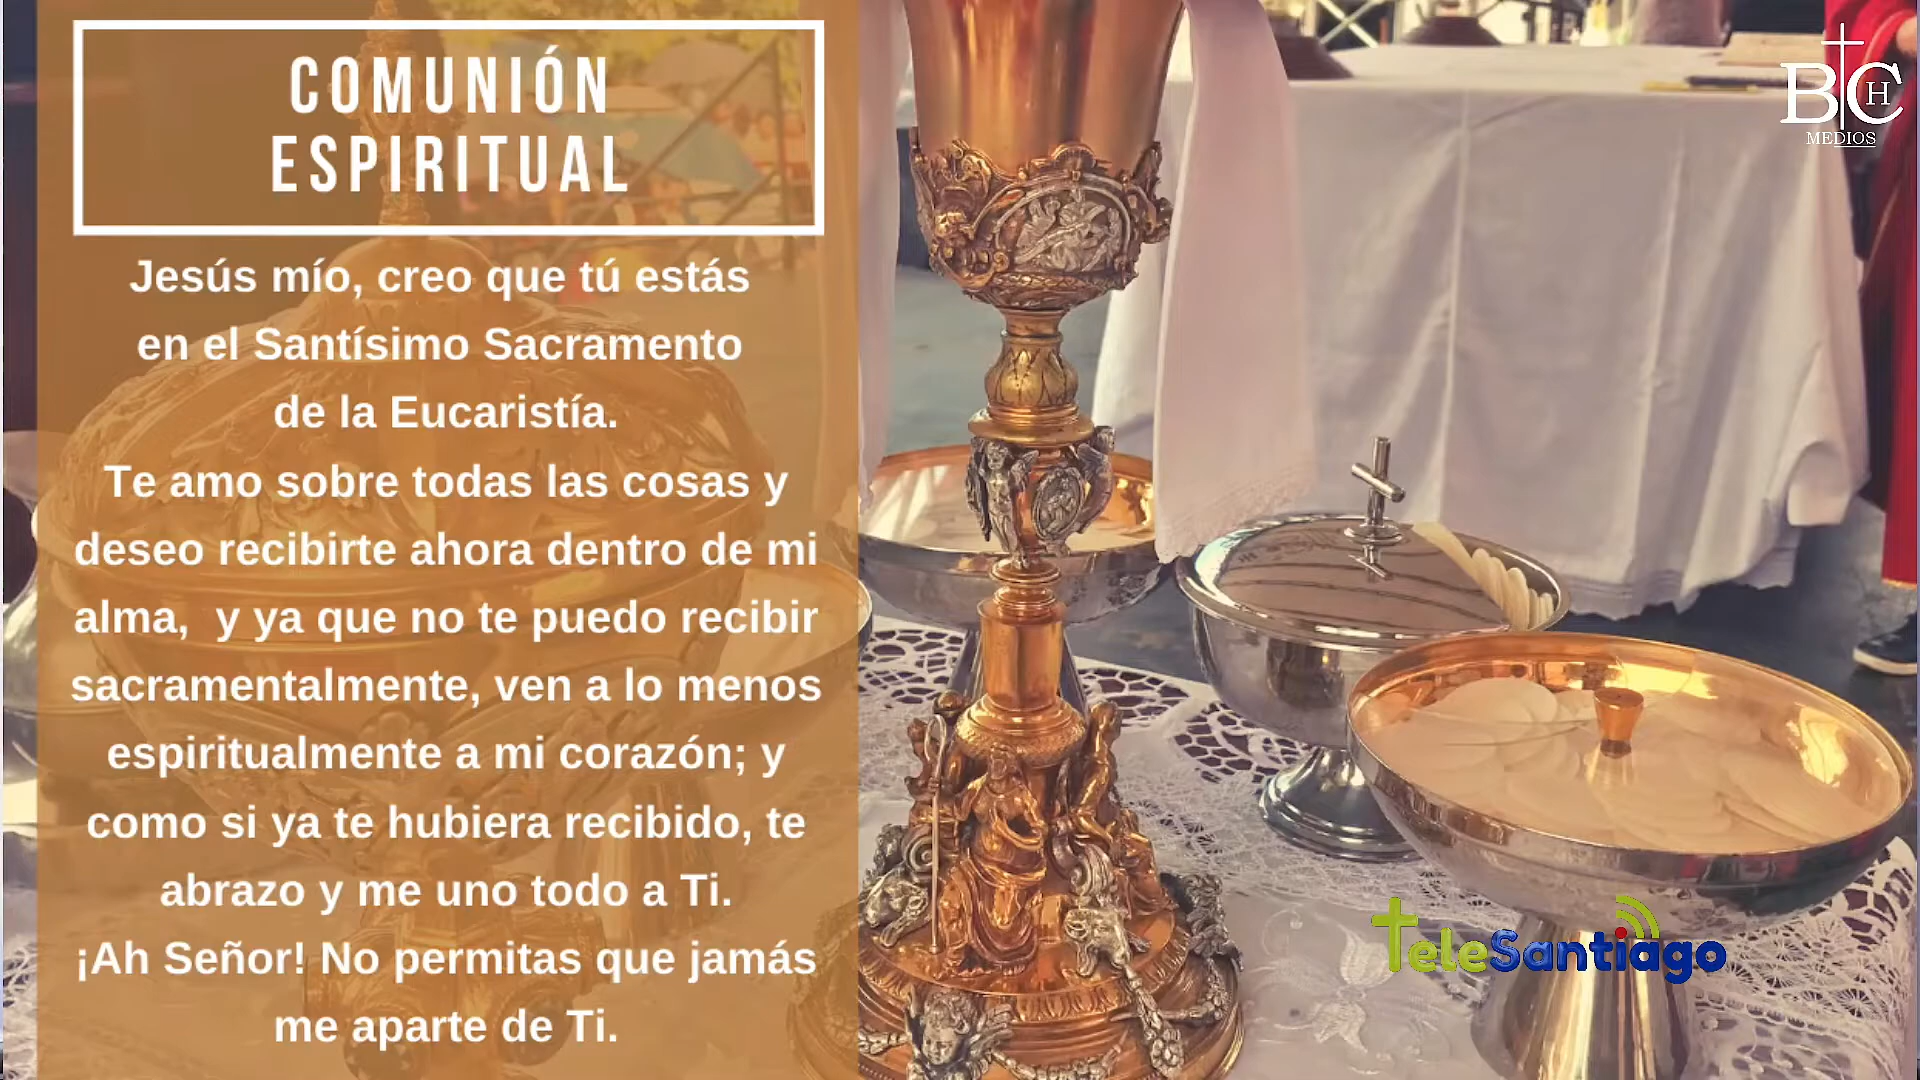 COMUNIÓN
ESPIRITUAL
Jesús mío, creo que tú estás
en el Santísimo Sacramento
de la Eucaristía.
Te amo sobre todas las cosas y
deseo recibirte ahora dentro de mi
alma,  y ya que no te puedo recibir
sacramentalmente, ven a lo menos
espiritualmente a mi corazón; y
como si ya te hubiera recibido, te
abrazo y me uno todo a Ti.
¡Ah Señor! No permitas que jamás
me aparte de Ti.
BCH
MEDIOS
teleSantiago